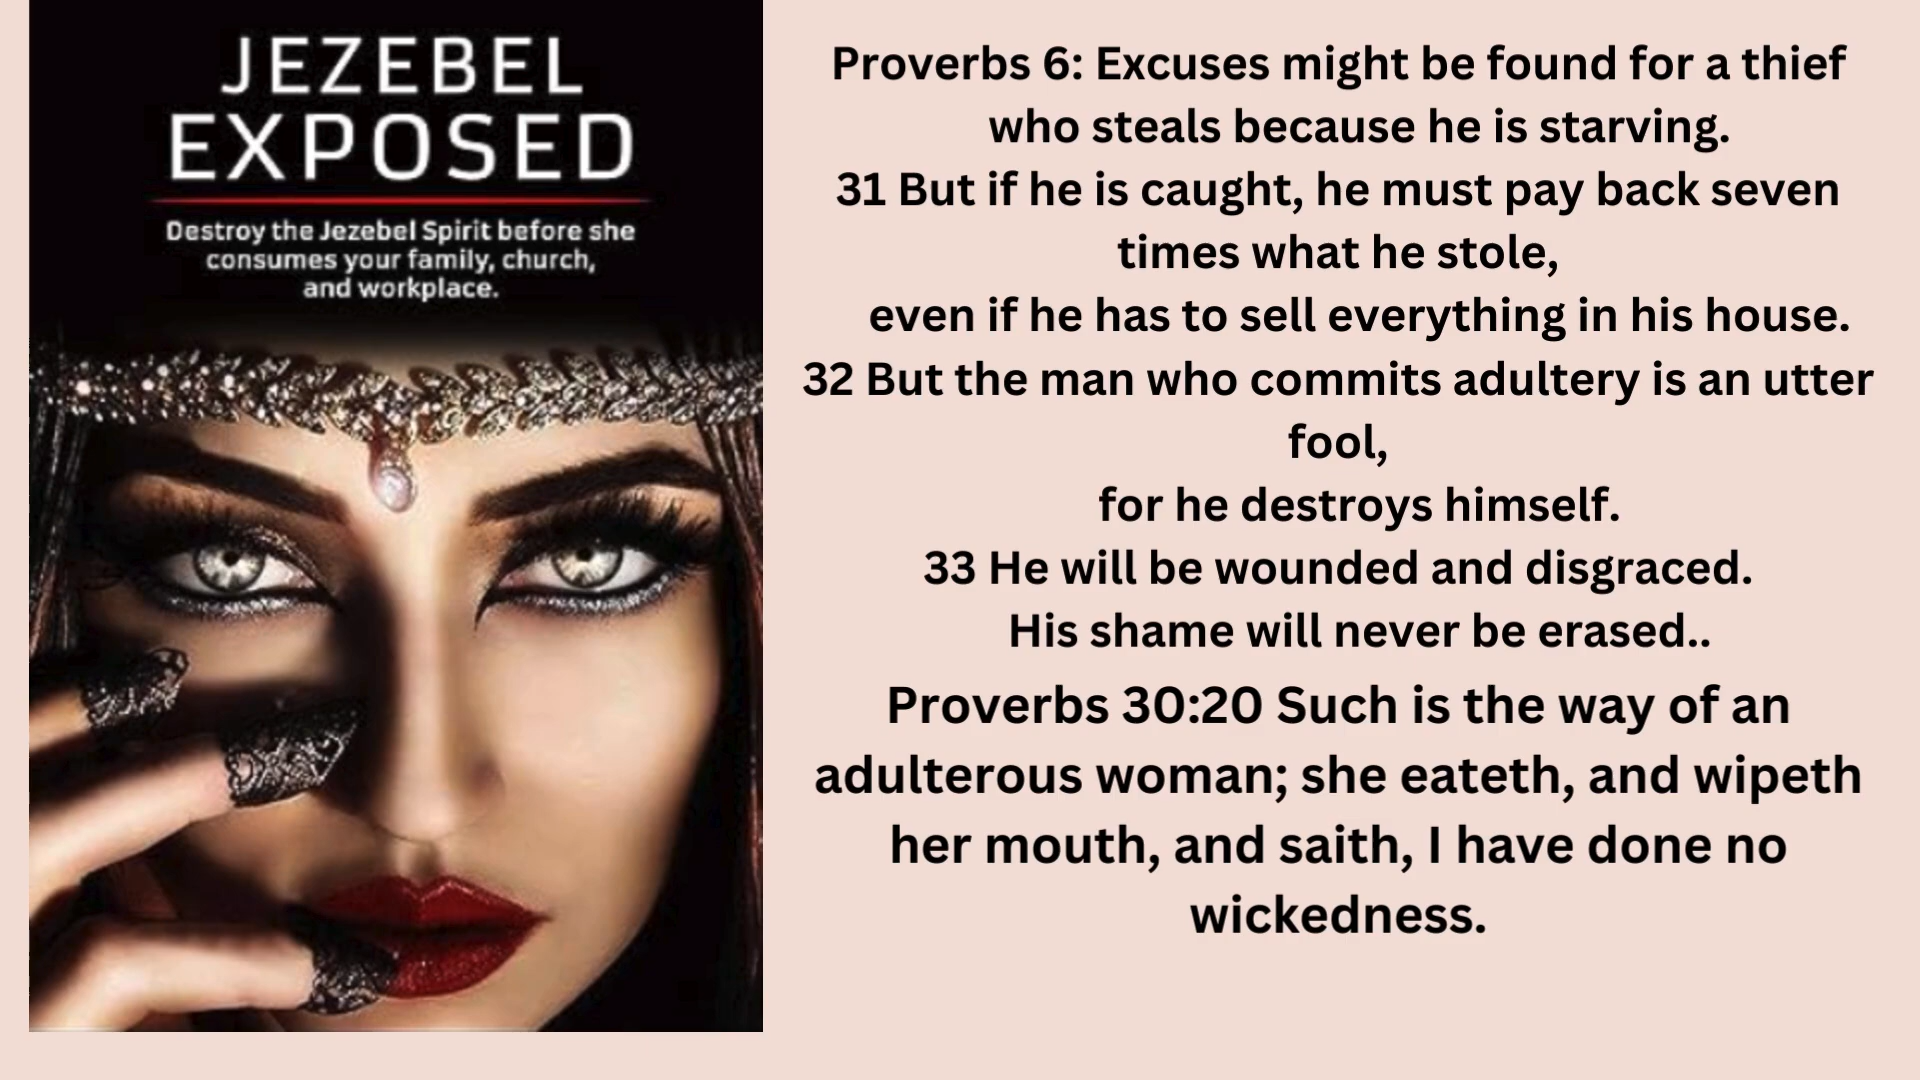 JEZEBEL
EXPOSED
Destroy the Jezebel Spirit before she
consumes your family, church,
and workplace.
Proverbs 6: Excuses might be found for a thief
who steals because he is starving.
31 But if he is caught, he must pay back seven
times what he stole,
even if he has to sell everything in his house.
32 But the man who commits adultery is an utter
fool,
for he destroys himself.
33 He will be wounded and disgraced.
His shame will never be erased..
Proverbs 30:20 Such is the way of an
adulterous woman; she eateth, and wipeth
her mouth, and saith, I have done no
wickedness.